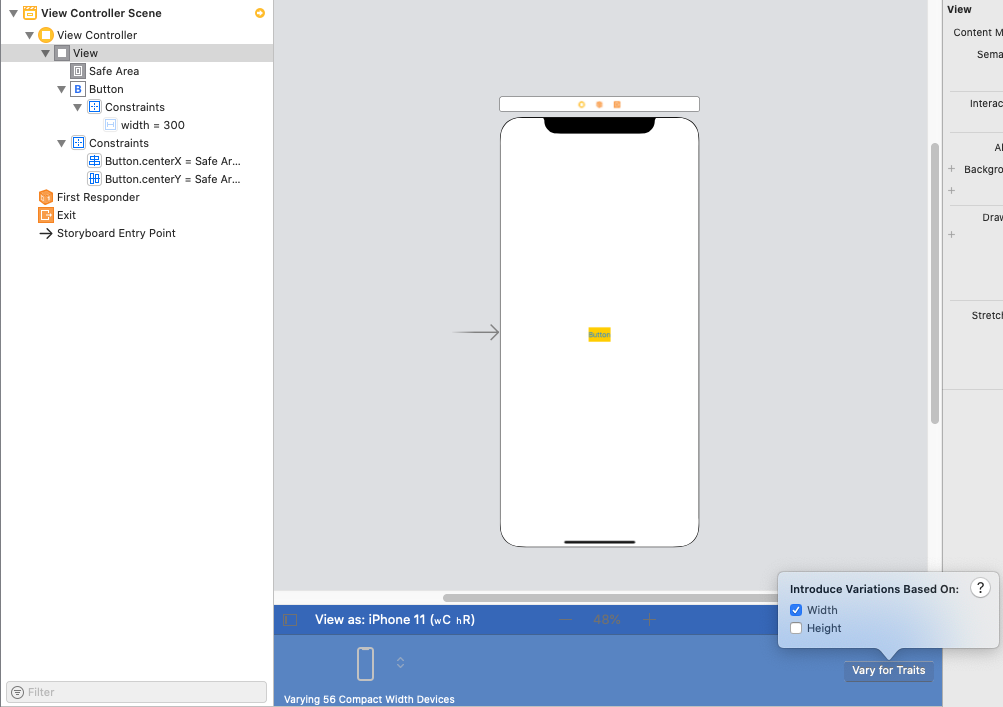 View Controller Scene
View Controller
View
Safe Area
B Button
Constraints
width = 300
Constraints
Button.centerX = Safe Ar...
Button.centerY = Safe Ar...
First Responder
Exit
Storyboard Entry Point
Filter
Button
View as: iPhone 11 (wC hR)
48%
Varying 56 Compact Width Devices
Vary for Traits
Introduce Variations Based On:
?
Width
Height
View
Content M
Sema
Interac
Al
Backgro
Draw
Stretch